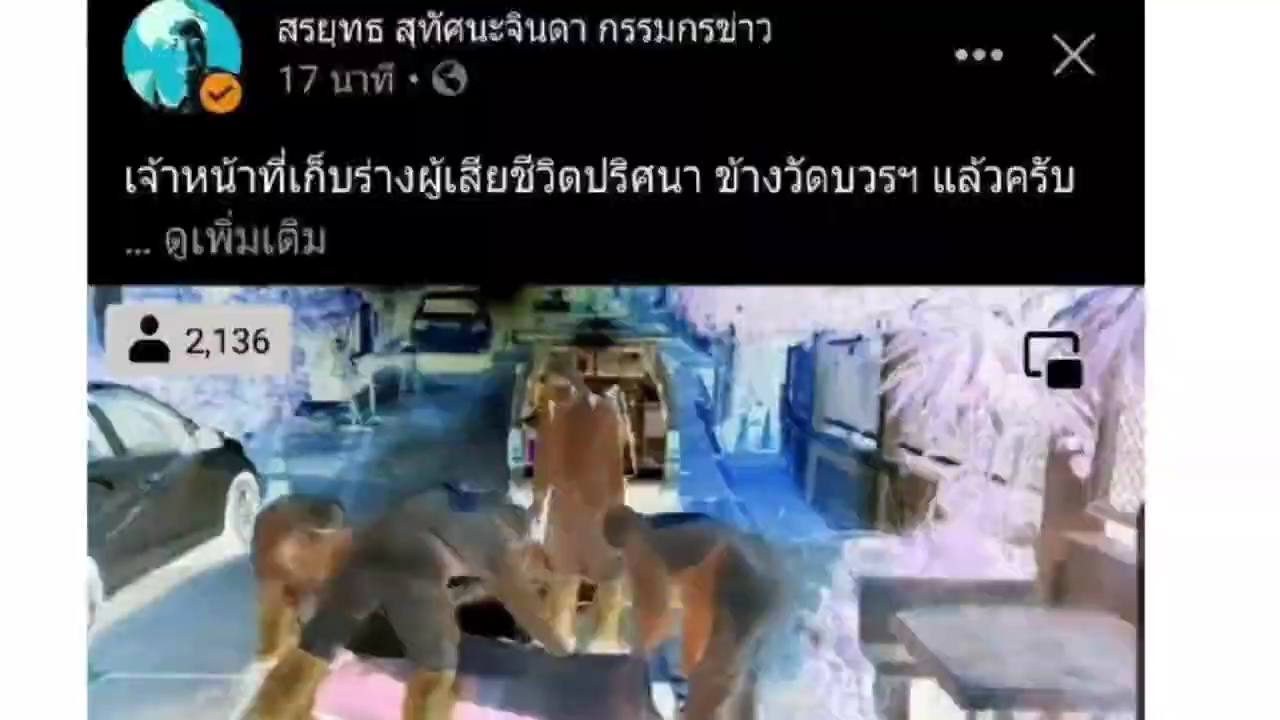 สรยุทธ สุทัศนะจินดา กรรมกรข่าว
17 นาที ·
เจ้าหน้าที่เก็บร่างผู้เสียชีวิตปริศนา ข้างวัดบวรฯ แล้วครับ
... ดูเพิ่มเติม
2,136